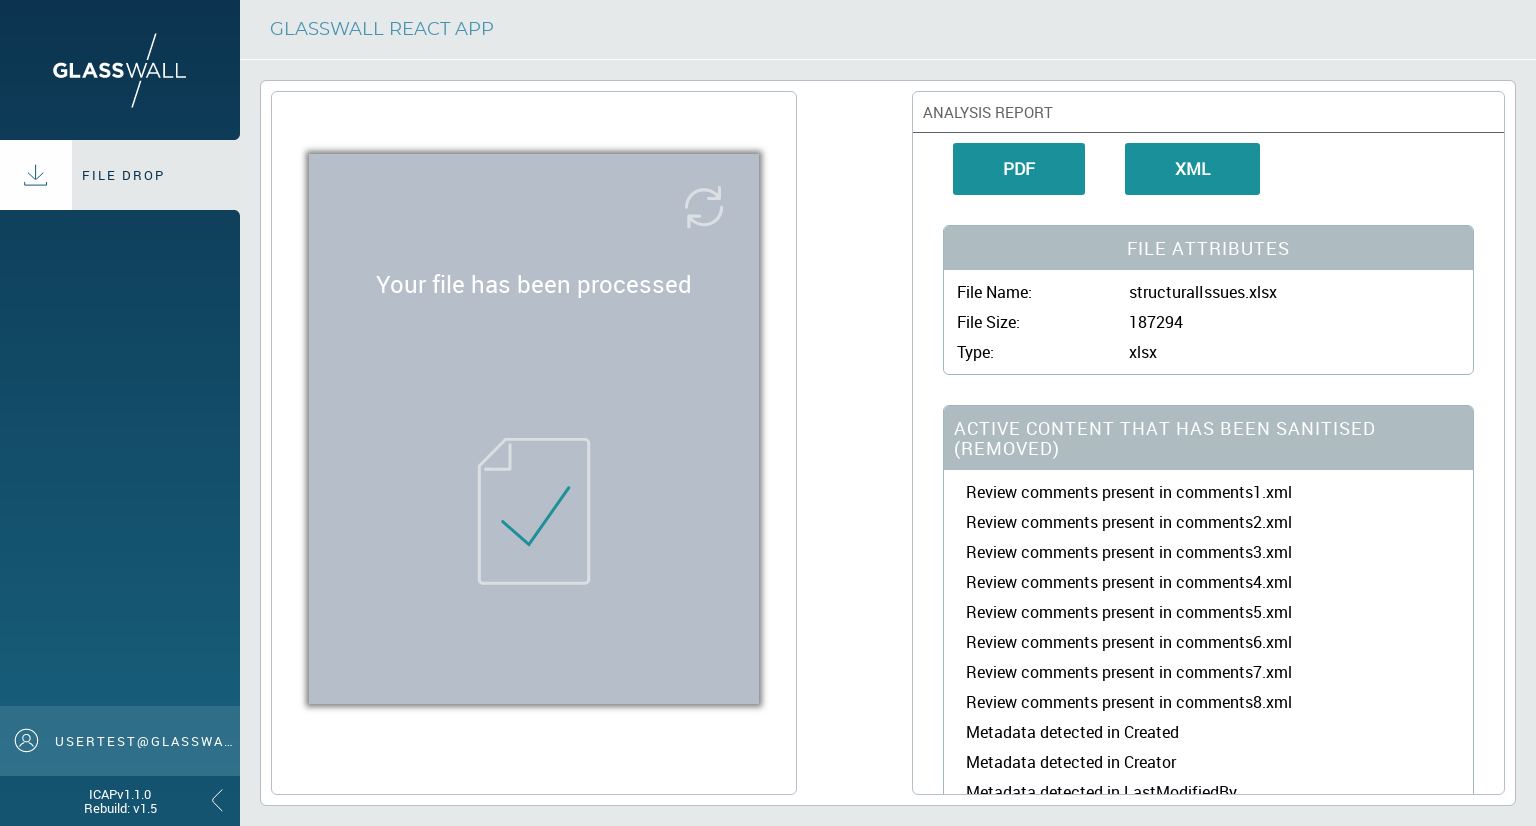 GLASSWALL
FILE DROP
USERTEST@GLASSWA...
ICAPv1.1.0
Rebuild: v1.5
GLASSWALL REACT APP
Your file has been processed
ANALYSIS REPORT
PDF
XML
FILE ATTRIBUTES
File Name: structuralIssues.xlsx
File Size: 187294
Type: xlsx
ACTIVE CONTENT THAT HAS BEEN SANITISED
(REMOVED)
Review comments present in comments1.xml
Review comments present in comments2.xml
Review comments present in comments3.xml
Review comments present in comments4.xml
Review comments present in comments5.xml
Review comments present in comments6.xml
Review comments present in comments7.xml
Review comments present in comments8.xml
Metadata detected in Created
Metadata detected in Creator
Metadata detected in LastModifiedBy